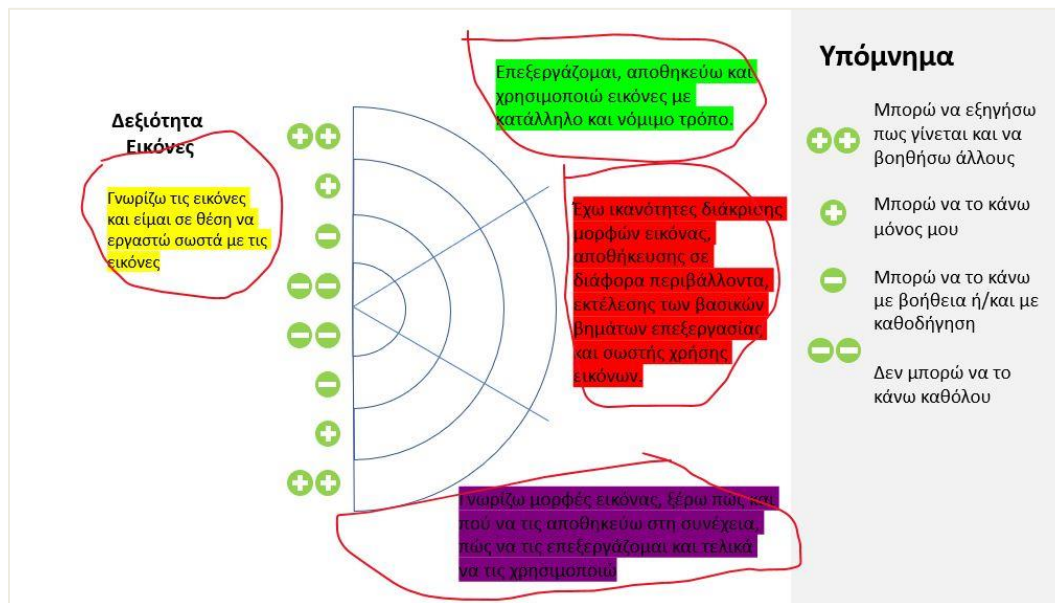 Δεξιότητα
Εικόνες
Γνωρίζω τις εικόνες
και είμαι σε θέση να
εργαστώ σωστά με τις
εικόνες
Επεξεργάζομαι, αποθηκεύω και
χρησιμοποιώ εικόνες με
κατάλληλο και νόμιμο τρόπο.
Έχω ικανότητες διάκρισης
μορφών εικόνας,
αποθήκευσης σε
διάφορα περιβάλλοντα,
εκτέλεσης των βασικών
βημάτων επεξεργασίας
και σωστής χρήσης
εικόνων.
Γνωρίζω μορφές εικόνας, ξέρω πώς και
πού να τις αποθηκεύω στη συνέχεια,
πώς να τις επεξεργάζομαι και τελικά
να τις χρησιμοποιώ
Υπόμνημα
Μπορώ να εξηγήσω
πως γίνεται και να
βοηθήσω άλλους
Μπορώ να το κάνω
μόνος μου
Μπορώ να το κάνω
με βοήθεια ή/και με
καθοδήγηση
Δεν μπορώ να το
κάνω καθόλου